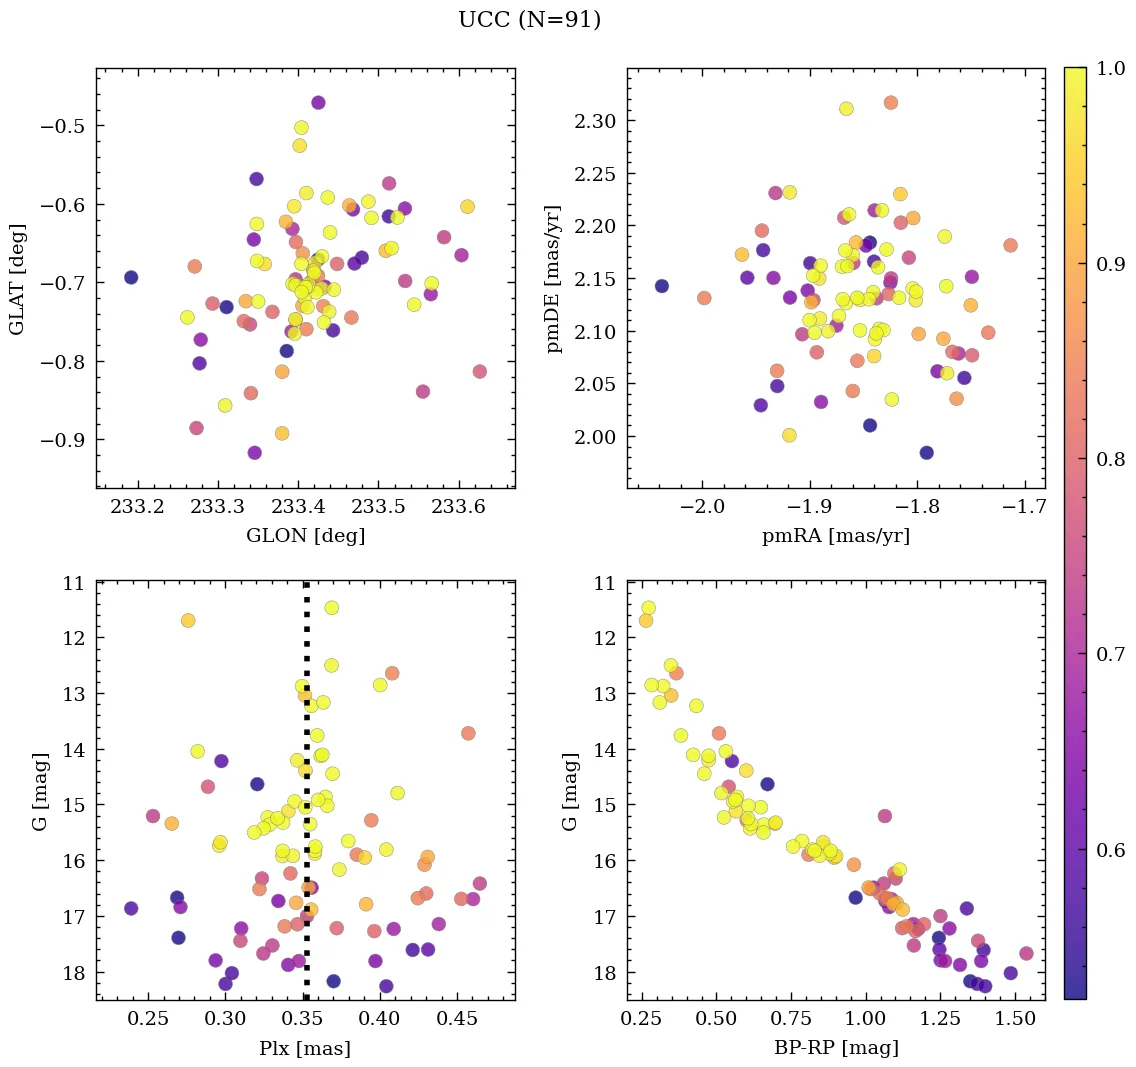 UCC (N=91)
−0.5
−0.6
−0.7
−0.8
−0.9
GLAT [deg]
233.2 233.3 233.4 233.5 233.6
GLON [deg]
2.30
2.25
2.20
2.15
2.10
2.05
2.00
pmDE [mas/yr]
−2.0 −1.9 −1.8 −1.7
pmRA [mas/yr]
11
12
13
14
15
16
17
18
G [mag]
0.25 0.30 0.35 0.40 0.45
Plx [mas]
11
12
13
14
15
16
17
18
G [mag]
0.25 0.50 0.75 1.00 1.25 1.50
BP-RP [mag]
1.0
0.9
0.8
0.7
0.6